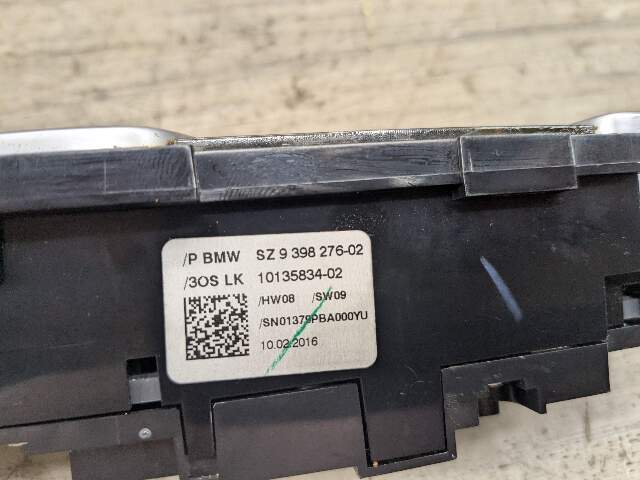 /P BMW SZ 9 398 276-02
/3OS LK 10135834-02
/HW08 /SW09
/SN01379PBA000YU
10.02.2016